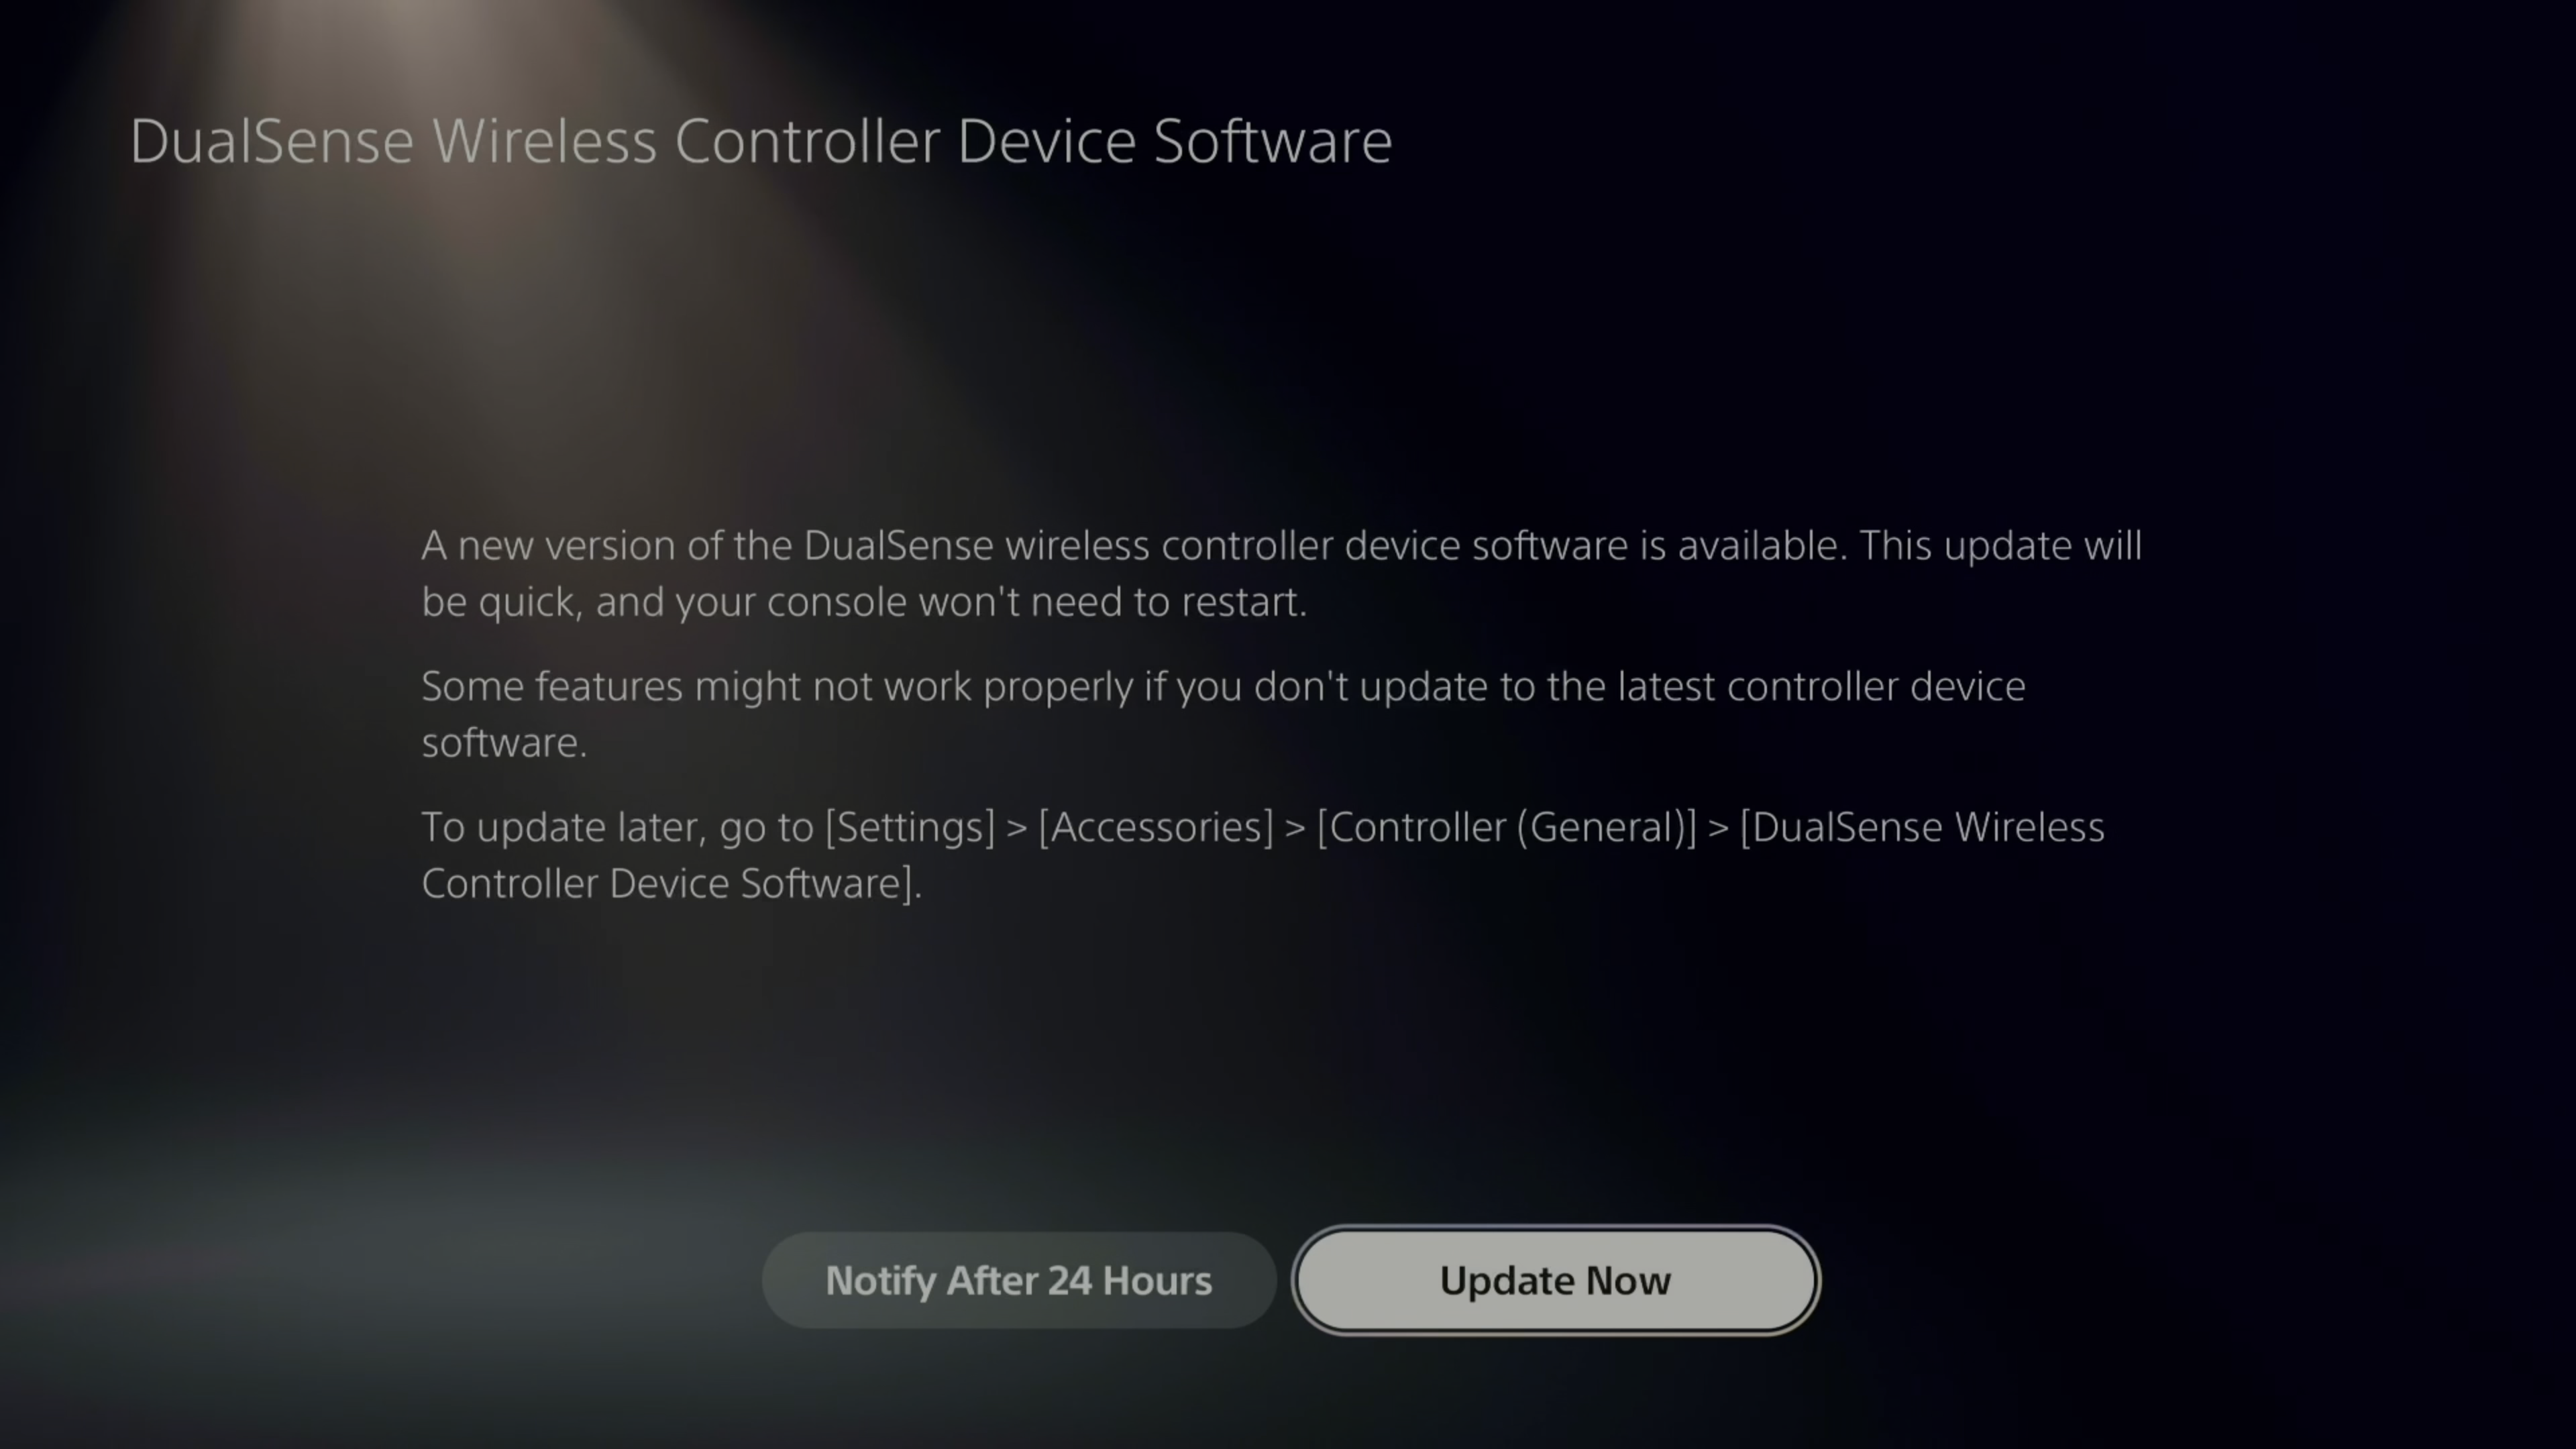 DualSense Wireless Controller Device Software
A new version of the DualSense wireless controller device software is available. This update will
be quick, and your console won't need to restart.
Some features might not work properly if you don't update to the latest controller device
software.
To update later, go to [Settings] > [Accessories] > [Controller (General)] > [DualSense Wireless
Controller Device Software].
Notify After 24 Hours
Update Now